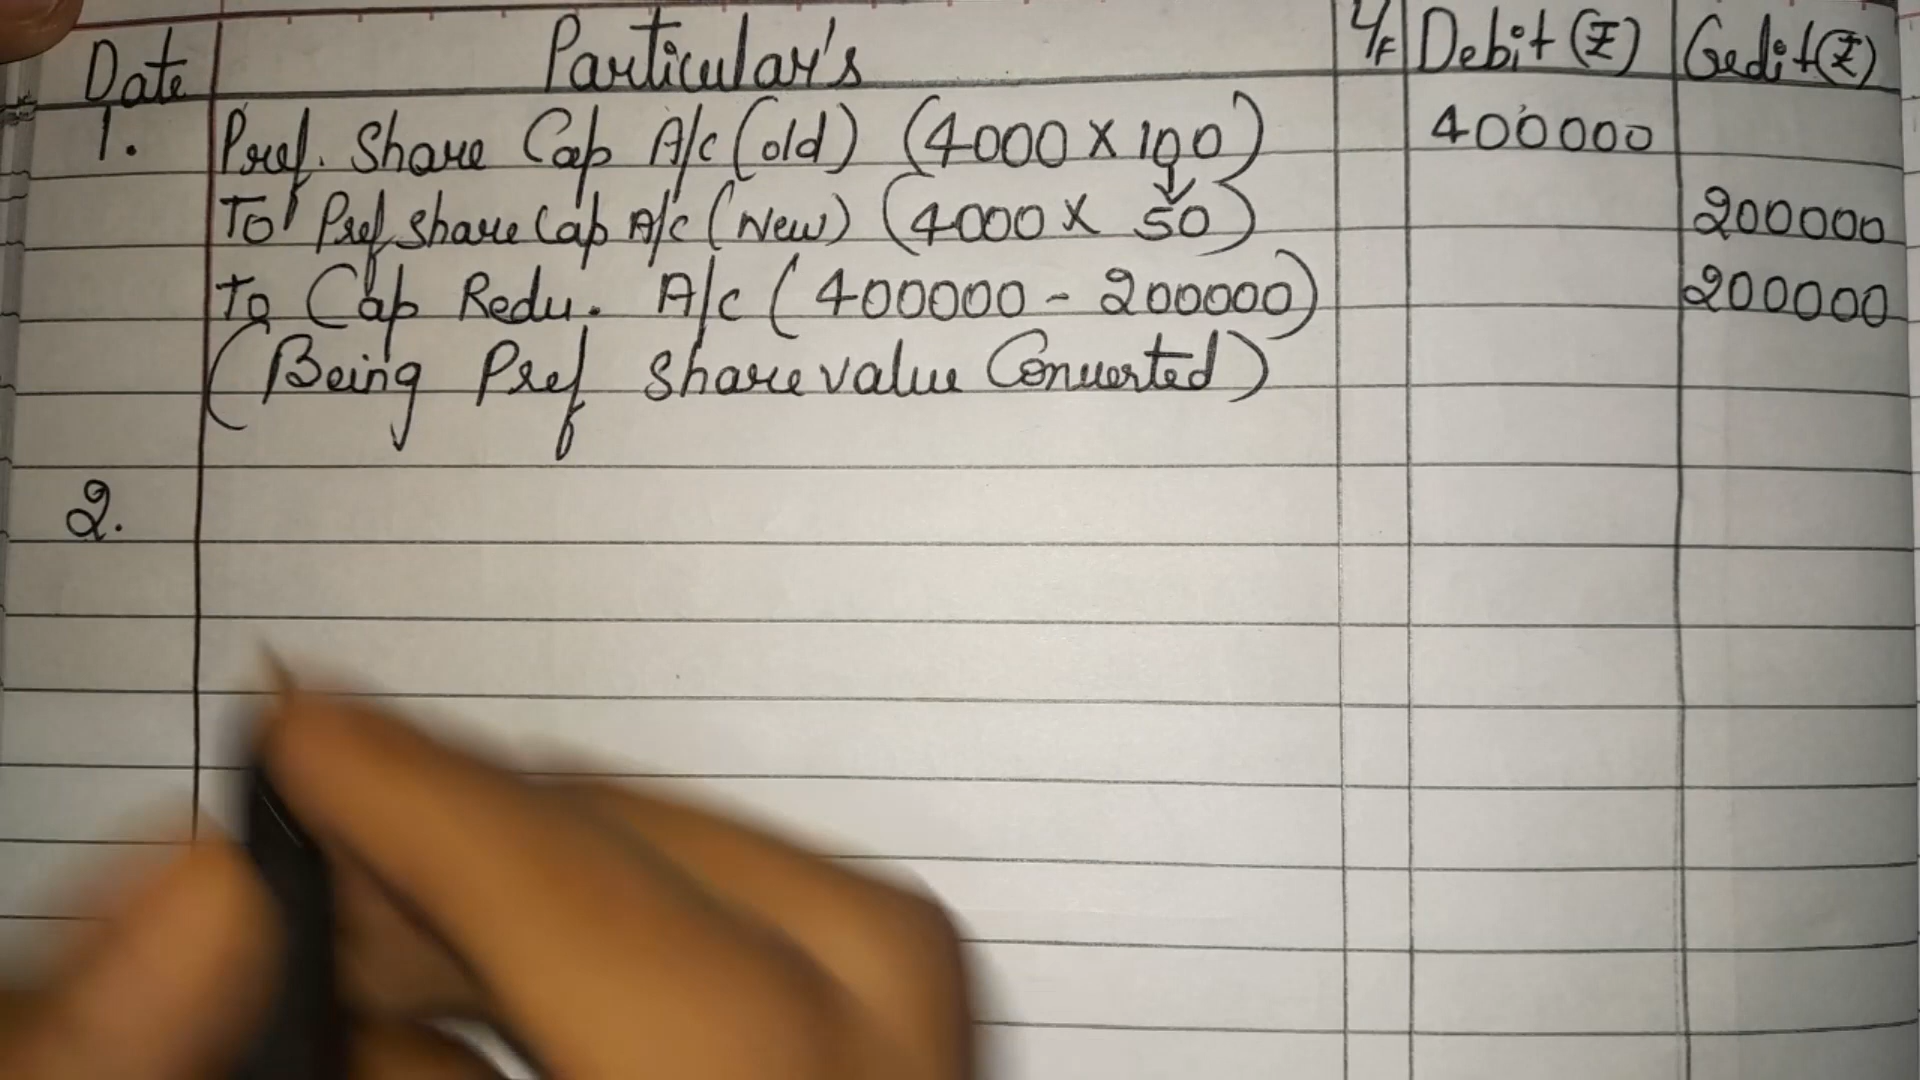 Date Particular's L/F Debit (₹) Credit (₹)
1. Pref. Share Cap A/c (old) (4000 x 100) 400000
To Pref share Cap A/c (New) (4000 x 50) 200000
To Cap Redu. A/c (400000 - 200000) 200000
(Being Pref share value Converted)
2.